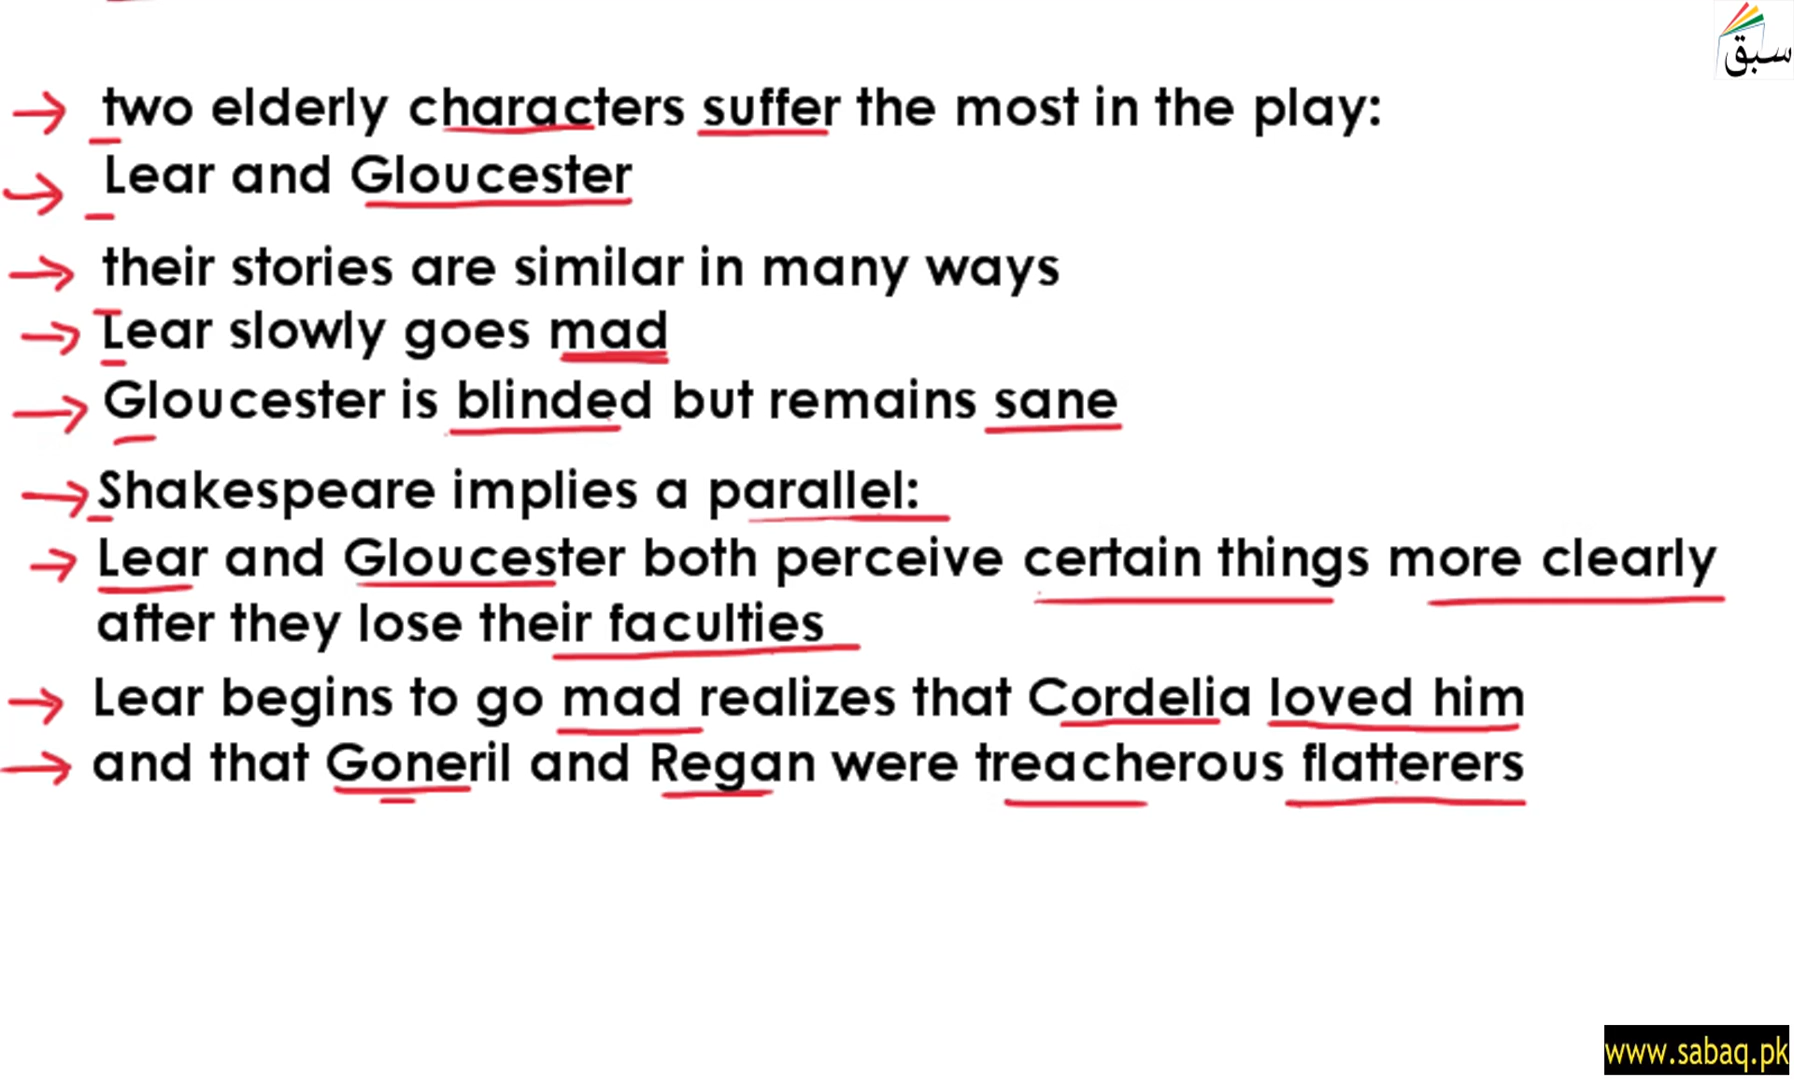 سبق
two elderly characters suffer the most in the play:
Lear and Gloucester
their stories are similar in many ways
Lear slowly goes mad
Gloucester is blinded but remains sane
Shakespeare implies a parallel:
Lear and Gloucester both perceive certain things more clearly
after they lose their faculties
Lear begins to go mad realizes that Cordelia loved him
and that Goneril and Regan were treacherous flatterers
www.sabaq.pk